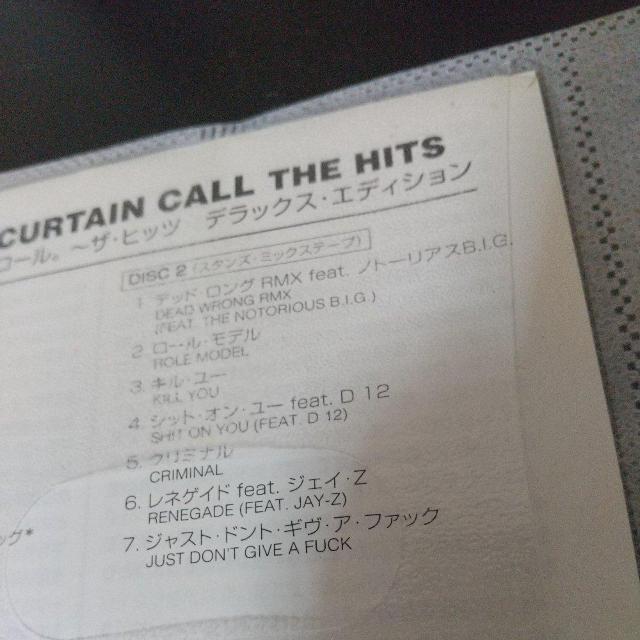 CURTAIN CALL THE HITS
コール。~ザ・ヒッツ デラックス・エディション
DISC 2 (スタンズ・ミックステープ)
1. デッド・ロング RMX feat. ノトーリアスB.I.G.
DEAD WRONG RMX
(FEAT. THE NOTORIOUS B.I.G.)
2. ロール・モデル
ROLE MODEL
3. キル・ユー
KILL YOU
4. シット・オン・ユー feat. D 12
SHIT ON YOU (FEAT. D 12)
5. クリミナル
CRIMINAL
6. レネゲイド feat. ジェイ・Z
RENEGADE (FEAT. JAY-Z)
ッグ*
7. ジャスト・ドント・ギヴ・ア・ファック
JUST DON'T GIVE A FUCK